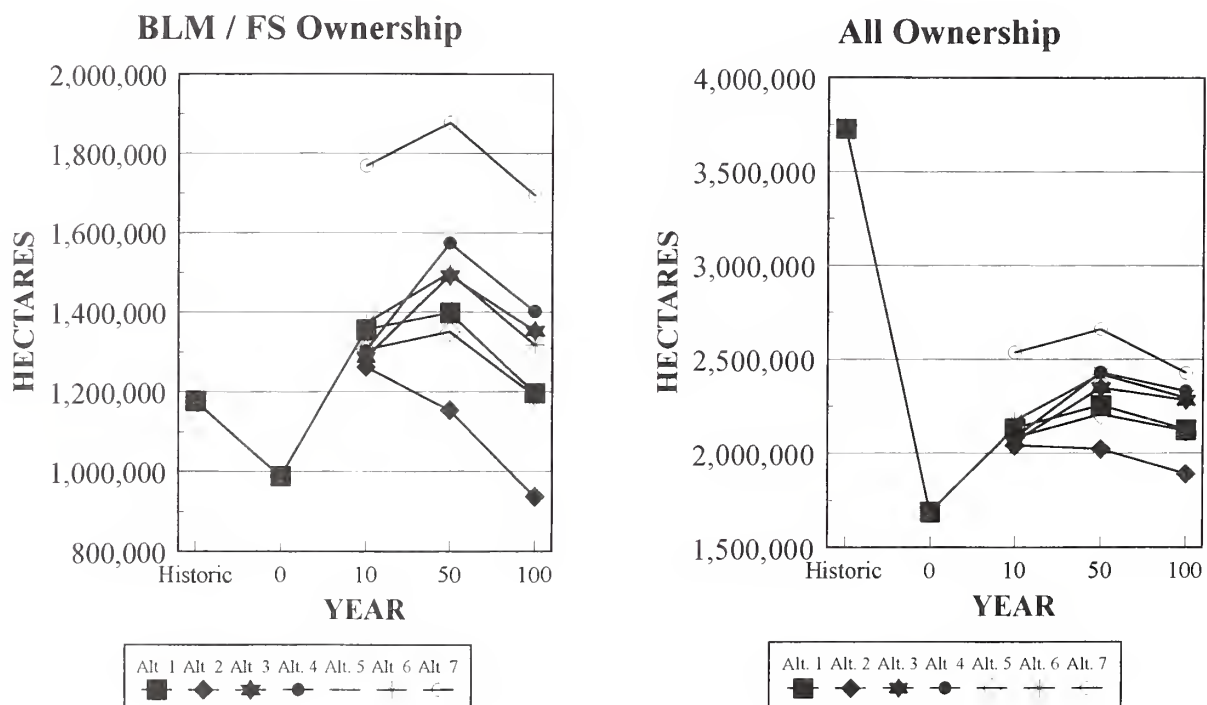 BLM / FS Ownership
2,000,000
1,800,000
1,600,000
1,400,000
1,200,000
1,000,000
800,000
HECTARES
Historic 0 10 50 100
YEAR
Alt 1 Alt 2 Alt 3 Alt. 4 Alt. 5 Alt 6 Alt 7
All Ownership
4,000,000
3,500,000
3,000,000
2,500,000
2,000,000
1,500,000
HECTARES
Historic 0 10 50 100
YEAR
Alt. 1 Alt. 2 Alt. 3 Alt 4 Alt. 5 Alt. 6 Alt. 7